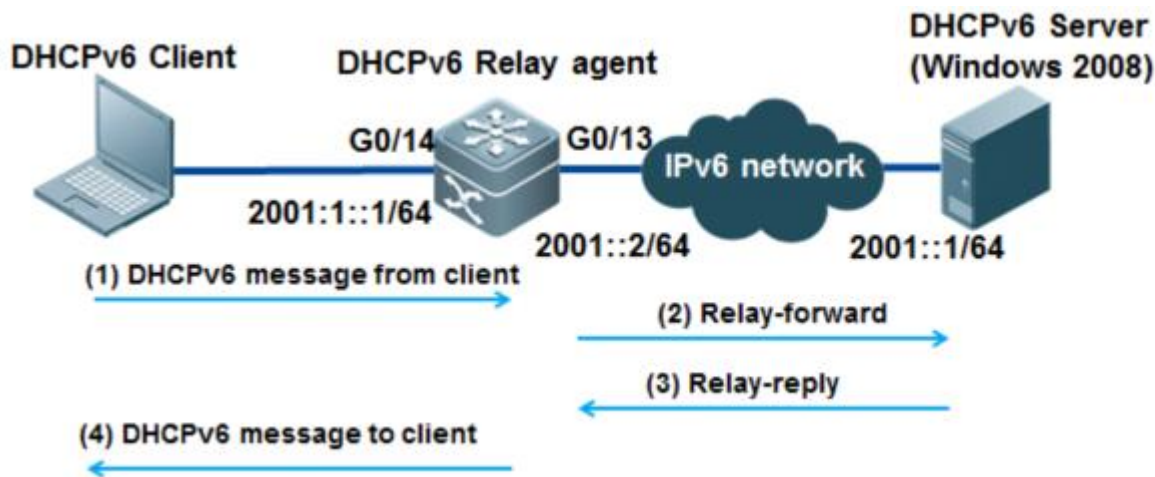 DHCPv6 Server
(Windows 2008)
DHCPv6 Client
DHCPv6 Relay agent
G0/14
G0/13
IPv6 network
2001:1::1/64
2001::2/64
2001::1/64
(1) DHCPv6 message from client
(2) Relay-forward
(3) Relay-reply
(4) DHCPv6 message to client